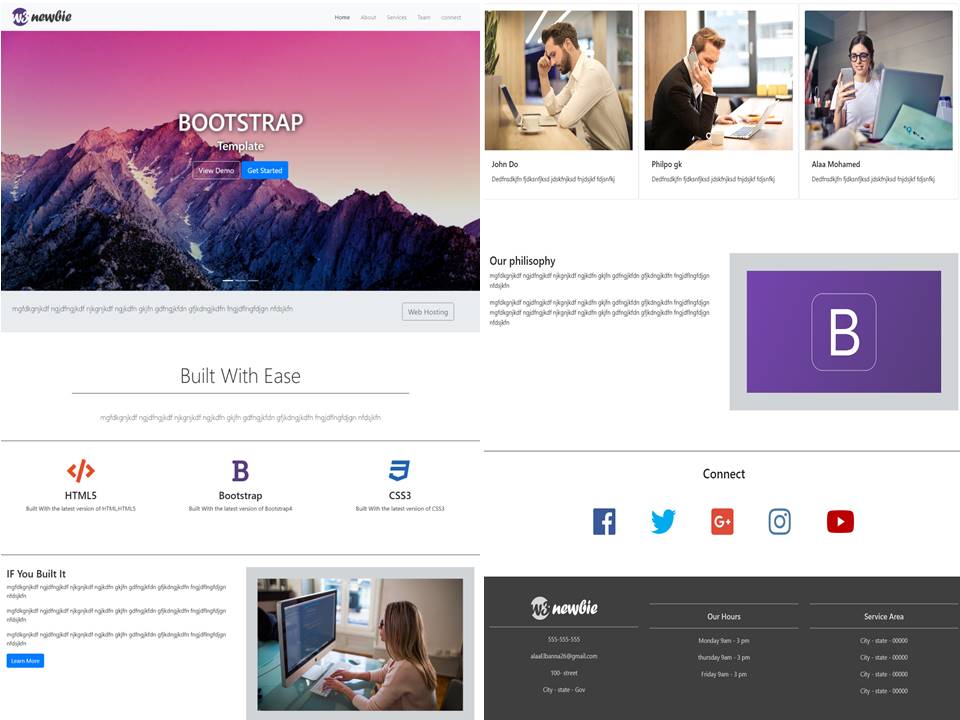 W3 newbie
Home About Services Team connect
BOOTSTRAP
Template
View Demo Get Started
mgfdkgnjkdf ngjdfngjkdf njkgnjkdf ngjkdfn gkjfn gdfngjkfdn gfjkdngjkdfn fngjdflngfdjgn nfdsjkfn
Web Hosting
Built With Ease
mgfdkgnjkdf ngjdfngjkdf njkgnjkdf ngjkdfn gkjfn gdfngjkfdn gfjkdngjkdfn fngjdflngfdjgn nfdsjkfn
HTML5 Bootstrap CSS3
Built With the latest version of HTML,HTML5 Built With the latest version of Bootstrap4 Built With the latest version of CSS3
IF You Built It
mgfdkgnjkdf ngjdfngjkdf njkgnjkdf ngjkdfn gkjfn gdfngjkfdn gfjkdngjkdfn fngjdflngfdjgn
nfdsjkfn
mgfdkgnjkdf ngjdfngjkdf njkgnjkdf ngjkdfn gkjfn gdfngjkfdn gfjkdngjkdfn fngjdflngfdjgn
nfdsjkfn
mgfdkgnjkdf ngjdfngjkdf njkgnjkdf ngjkdfn gkjfn gdfngjkfdn gfjkdngjkdfn fngjdflngfdjgn
nfdsjkfn
Learn More
John Do Philpo gk Alaa Mohamed
Dedfnsdkjfn fjdksnfjksd jdskfnjksd fnjdsjkf fdjsnfkj Dedfnsdkjfn fjdksnfjksd jdskfnjksd fnjdsjkf fdjsnfkj Dedfnsdkjfn fjdksnfjksd jdskfnjksd fnjdsjkf fdjsnfkj
Our philisophy
mgfdkgnjkdf ngjdfngjkdf njkgnjkdf ngjkdfn gkjfn gdfngjkfdn gfjkdngjkdfn fngjdflngfdjgn
nfdsjkfn
mgfdkgnjkdf ngjdfngjkdf njkgnjkdf ngjkdfn gkjfn gdfngjkfdn gfjkdngjkdfn fngjdflngfdjgn
mgfdkgnjkdf ngjdfngjkdf njkgnjkdf ngjkdfn gkjfn gdfngjkfdn gfjkdngjkdfn fngjdflngfdjgn
nfdsjkfn
B
Connect
W3 newbie
Our Hours Service Area
555-555-555 Monday 9am - 3 pm City - state - 00000
alaaElbanna26@gmail.com thursday 9am - 3 pm City - state - 00000
100- street Friday 9am - 3 pm City - state - 00000
City - state - Gov City - state - 00000